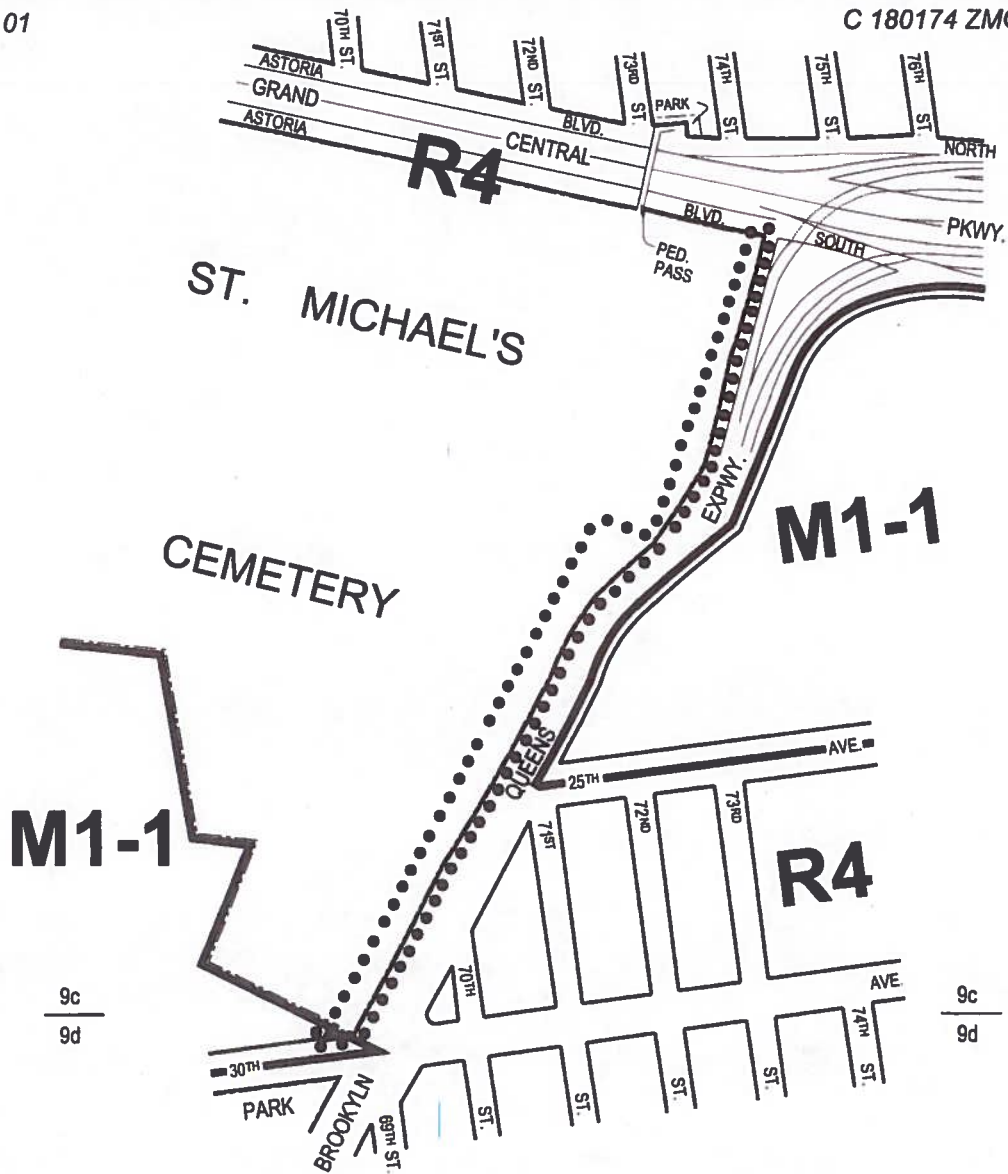 01
C 180174 ZM
70TH ST.
71ST ST.
72ND ST.
73RD ST.
74TH ST.
75TH ST.
76TH ST.
PARK
ASTORIA BLVD. NORTH
GRAND CENTRAL PKWY.
ASTORIA BLVD. SOUTH
R4
PED.
PASS
ST. MICHAEL'S
CEMETERY
EXPWY.
M1-1
QUEENS
25TH AVE.
M1-1
71ST
72ND
73RD
R4
70TH
AVE.
74TH ST.
9c
9d
9c
9d
30TH
PARK
BROOKYLN
69TH ST.
ST.
ST.
ST.
ST.